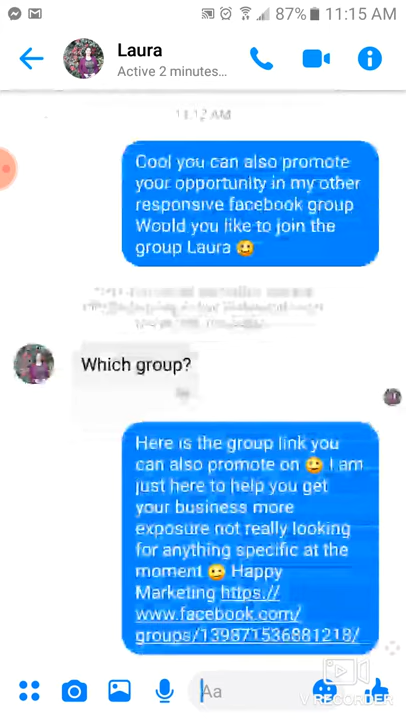 87% 11:15 AM
Laura
Active 2 minutes...
11:12 AM
Cool you can also promote
your opportunity in my other
responsive facebook group
Would you like to join the
group Laura 🙂
Which group?
Here is the group link you
can also promote on 🙂 I am
just here to help you get
your business more
exposure not really looking
for anything specific at the
moment 🙂 Happy
Marketing https://
www.facebook.com/
groups/139871536881218/
Aa
V RECORDER